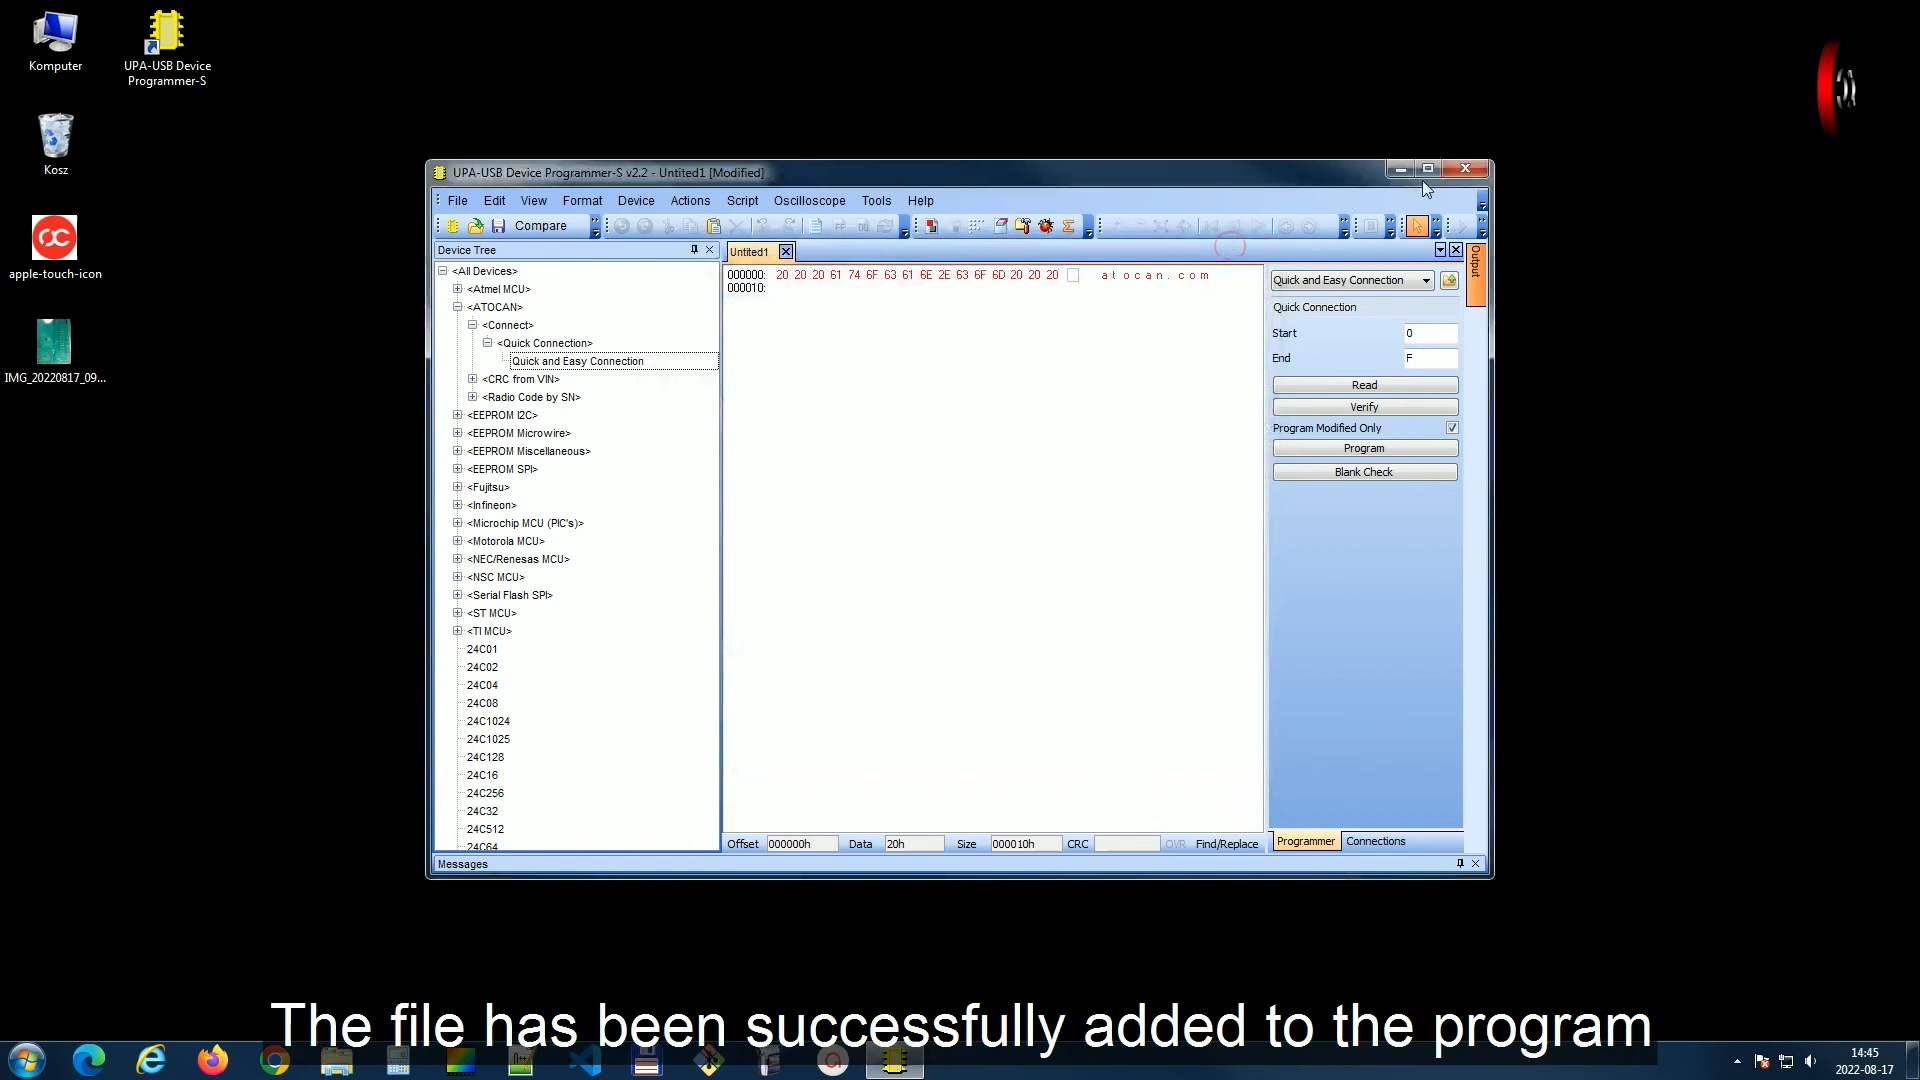 Komputer
UPA-USB Device
Programmer-S
Kosz
apple-touch-icon
IMG_20220817_09...
UPA-USB Device Programmer-S v2.2 - Untited1 [Modified]
File Edit View Format Device Actions Script Oscilloscope Tools Help
Compare
Device Tree
<All Devices>
<Atmel MCU>
<ATOCAN>
<Connect>
<Quick Connection>
Quick and Easy Connection
<CRC from VIN>
<Radio Code by SN>
<EEPROM I2C>
<EEPROM Microwire>
<EEPROM Miscellaneous>
<EEPROM SPI>
<Fujitsu>
<Infineon>
<Microchip MCU (PIC's)>
<Motorola MCU>
<NEC/Renesas MCU>
<NSC MCU>
<Serial Flash SPI>
<ST MCU>
<TI MCU>
24C01
24C02
24C04
24C08
24C1024
24C1025
24C128
24C16
24C256
24C32
24C512
24C64
Untited1
000000: 20 20 20 61 74 6F 63 61 6E 2E 63 6F 6D 20 20 20 atocan.com
000010:
Offset 000000h Data 20h Size 000010h CRC OVR Find/Replace
Quick and Easy Connection
Quick Connection
Start 0
End F
Read
Verify
Program Modified Only
Program
Blank Check
Programmer Connections
Output
Messages
The file has been successfully added to the program
14:45
2022-08-17